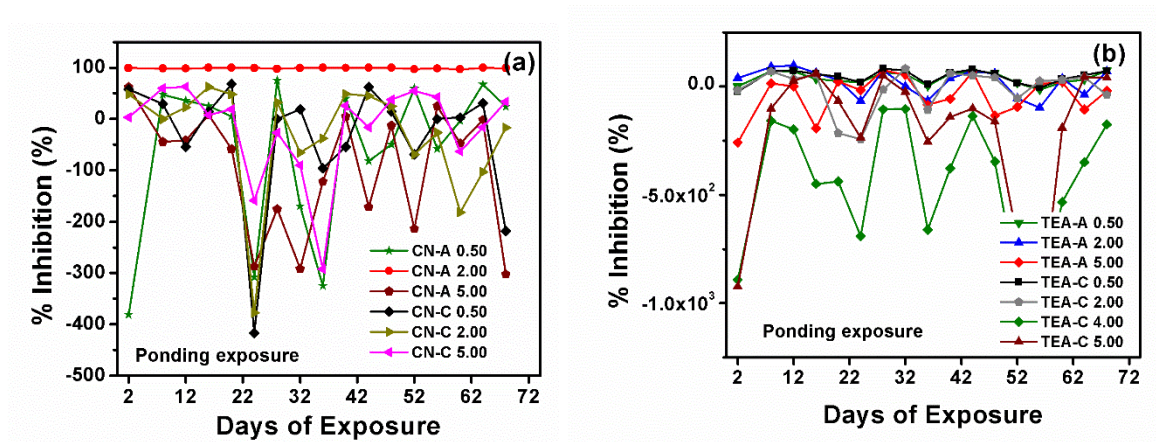 (a)
% Inhibition (%)
100
0
-100
-200
-300
-400
-500
CN-A 0.50
CN-A 2.00
CN-A 5.00
CN-C 0.50
CN-C 2.00
CN-C 5.00
Ponding exposure
2 12 22 32 42 52 62 72
Days of Exposure
(b)
% Inhibition (%)
0.0
-5.0x10²
-1.0x10³
TEA-A 0.50
TEA-A 2.00
TEA-A 5.00
TEA-C 0.50
TEA-C 2.00
TEA-C 4.00
TEA-C 5.00
Ponding exposure
2 12 22 32 42 52 62 72
Days of Exposure